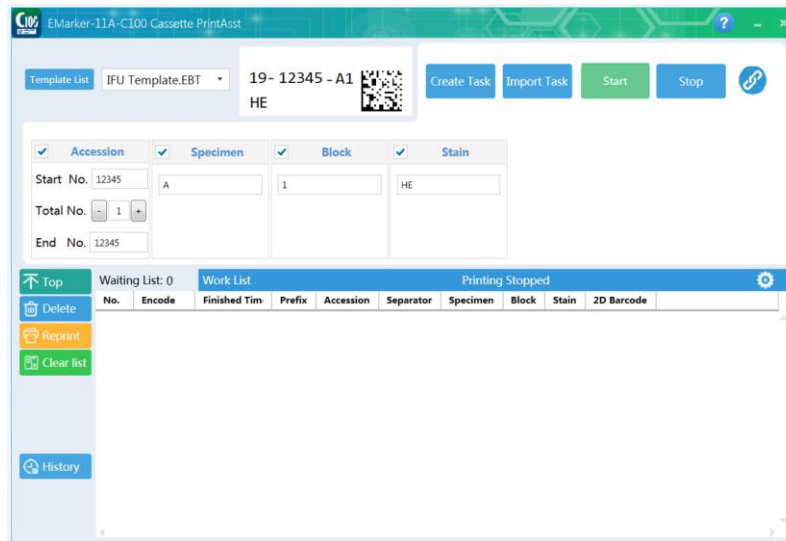 C100 EMarker-11A-C100 Cassette PrintAsst ? –
Template List IFU Template.EBT
19- 12345 - A1
HE
Create Task Import Task Start Stop
Accession Specimen Block Stain
Start No. 12345 A 1 HE
Total No. - 1 +
End No. 12345
Top Waiting List: 0 Work List Printing Stopped
No. Encode Finished Tim Prefix Accession Separator Specimen Block Stain 2D Barcode
Delete
Reprint
Clear list
History